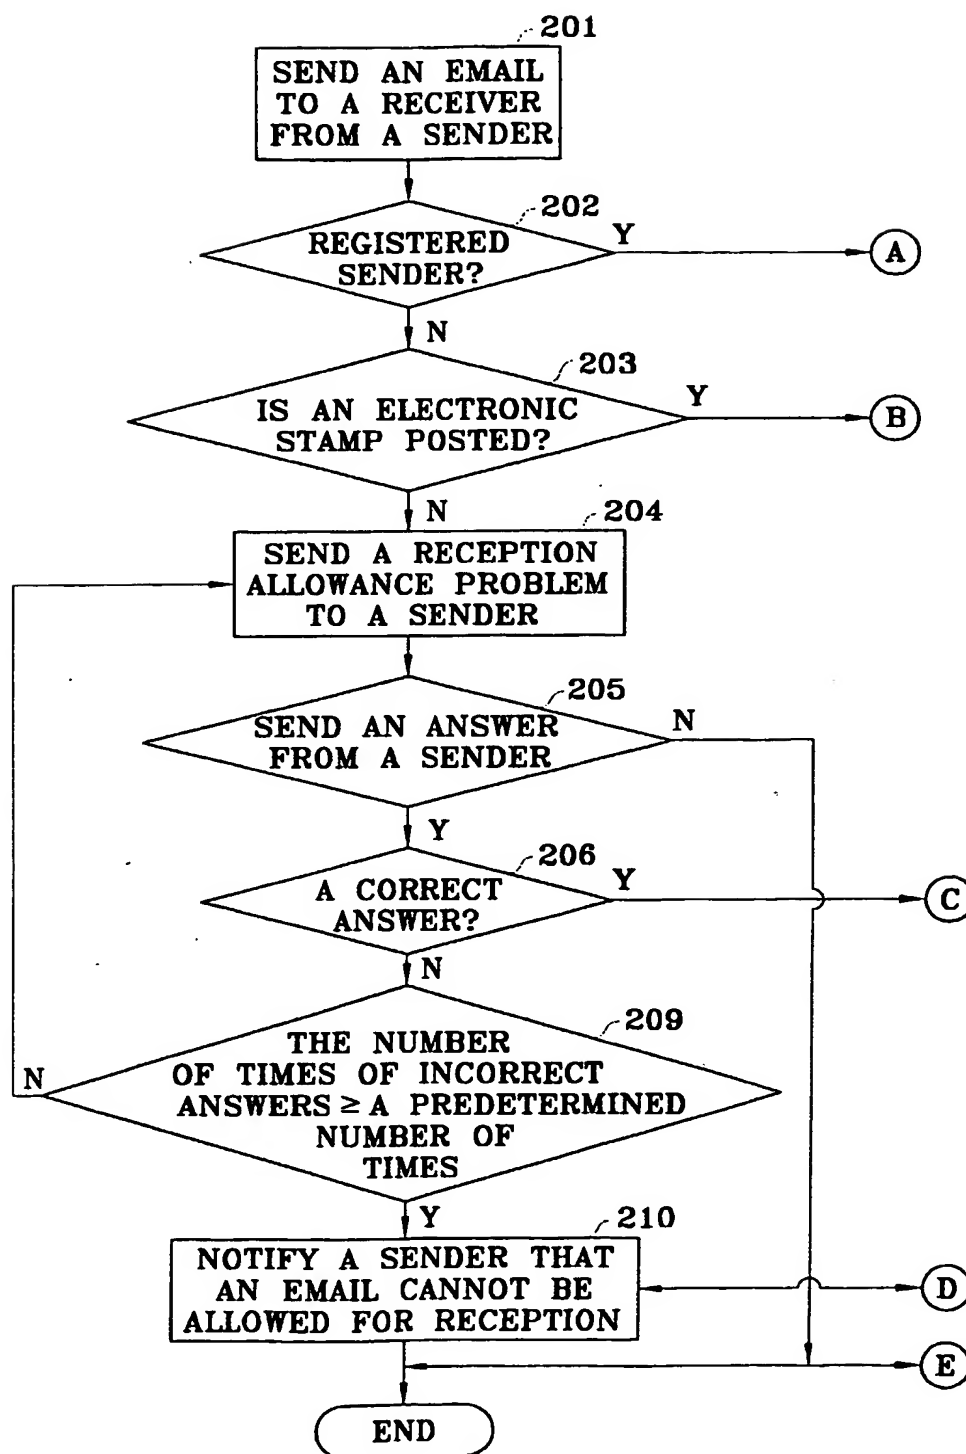 201
SEND AN EMAIL
TO A RECEIVER
FROM A SENDER
202
REGISTERED
SENDER?
Y
A
N
203
IS AN ELECTRONIC
STAMP POSTED?
Y
B
N
204
SEND A RECEPTION
ALLOWANCE PROBLEM
TO A SENDER
205
SEND AN ANSWER
FROM A SENDER
N
Y
206
A CORRECT
ANSWER?
Y
C
N
209
THE NUMBER
OF TIMES OF INCORRECT
ANSWERS ≥ A PREDETERMINED
NUMBER OF
TIMES
N
Y
210
NOTIFY A SENDER THAT
AN EMAIL CANNOT BE
ALLOWED FOR RECEPTION
D
E
END